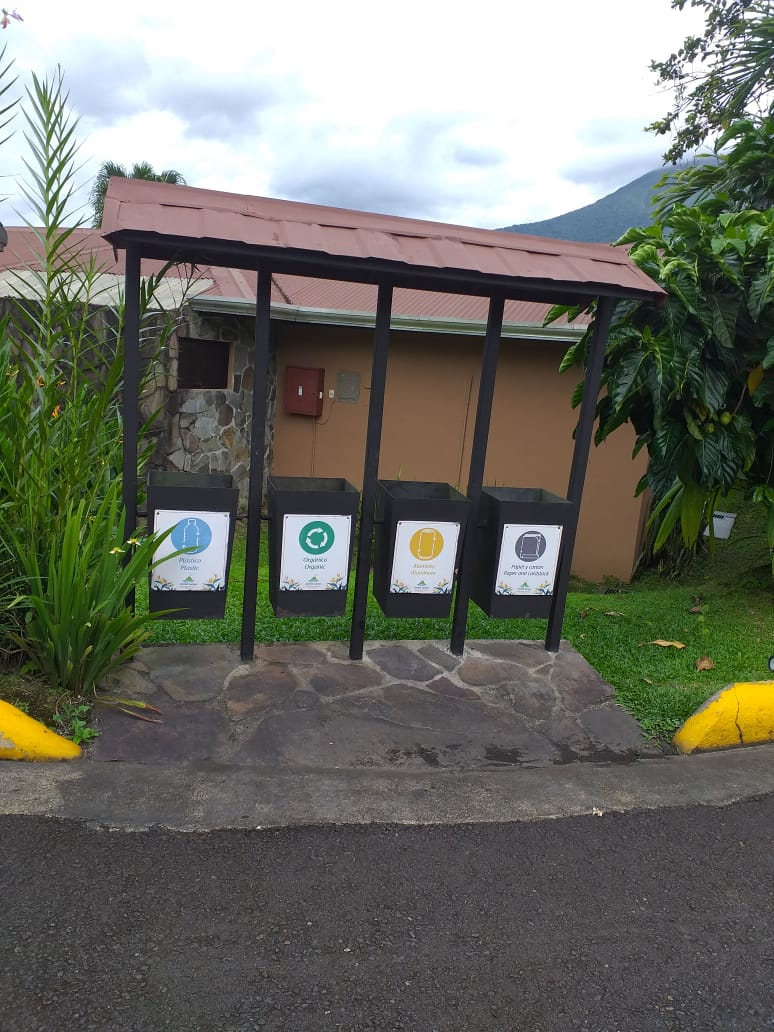 Plástico
Plastic
Orgánico
Organic
Aluminio
Aluminum
Papel y cartón
Paper and cardboard